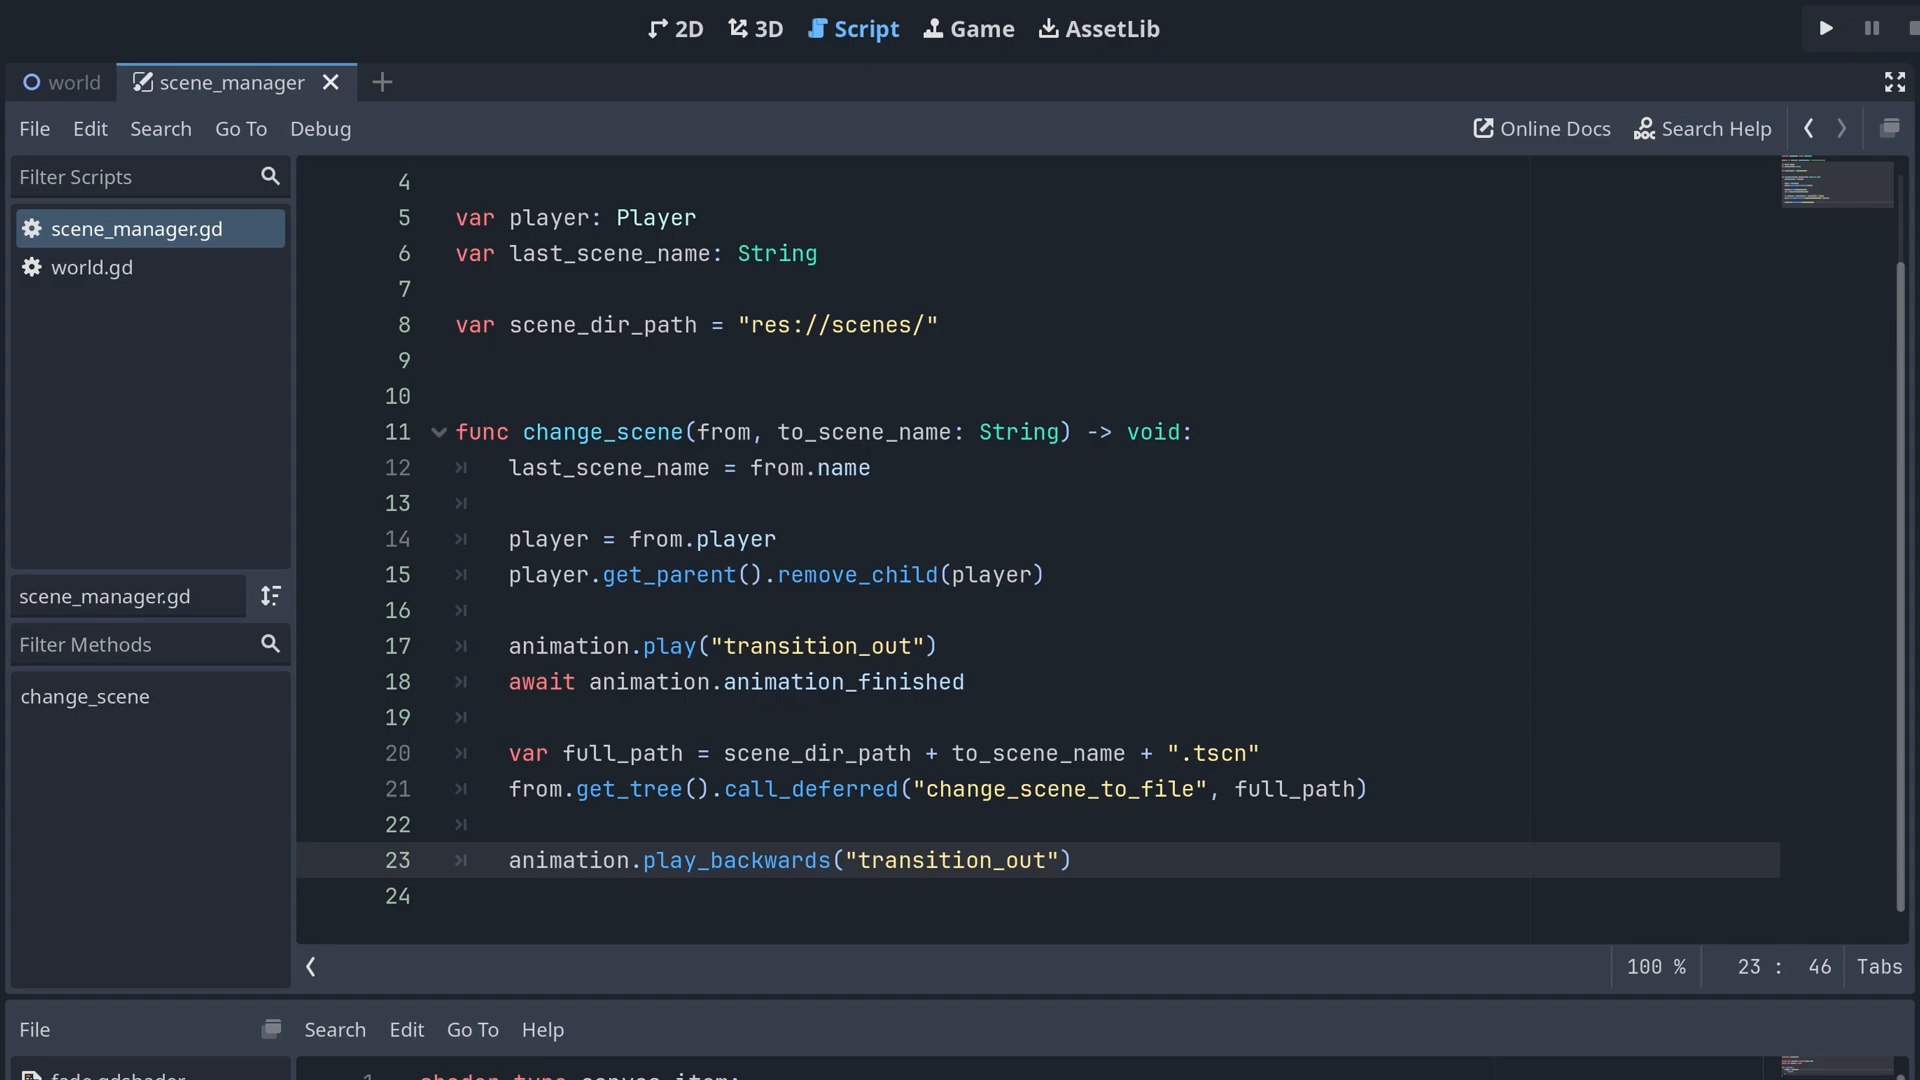 2D 3D Script Game AssetLib
world scene_manager
File Edit Search Go To Debug Online Docs Search Help
Filter Scripts
scene_manager.gd
world.gd
scene_manager.gd
Filter Methods
change_scene
4
5 var player: Player
6 var last_scene_name: String
7
8 var scene_dir_path = "res://scenes/"
9
10
11 func change_scene(from, to_scene_name: String) -> void:
12 last_scene_name = from.name
13
14 player = from.player
15 player.get_parent().remove_child(player)
16
17 animation.play("transition_out")
18 await animation.animation_finished
19
20 var full_path = scene_dir_path + to_scene_name + ".tscn"
21 from.get_tree().call_deferred("change_scene_to_file", full_path)
22
23 animation.play_backwards("transition_out")
24
100 % 23 : 46 Tabs
File Search Edit Go To Help
fade.gdshader
1 shader_type canvas_item;